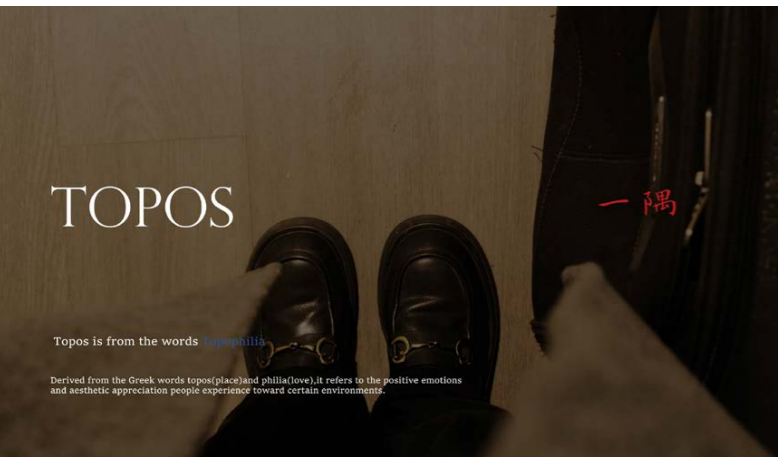 TOPOS
一隅
Topos is from the words Topophilia
Derived from the Greek words topos(place)and philia(love),it refers to the positive emotions
and aesthetic appreciation people experience toward certain environments.